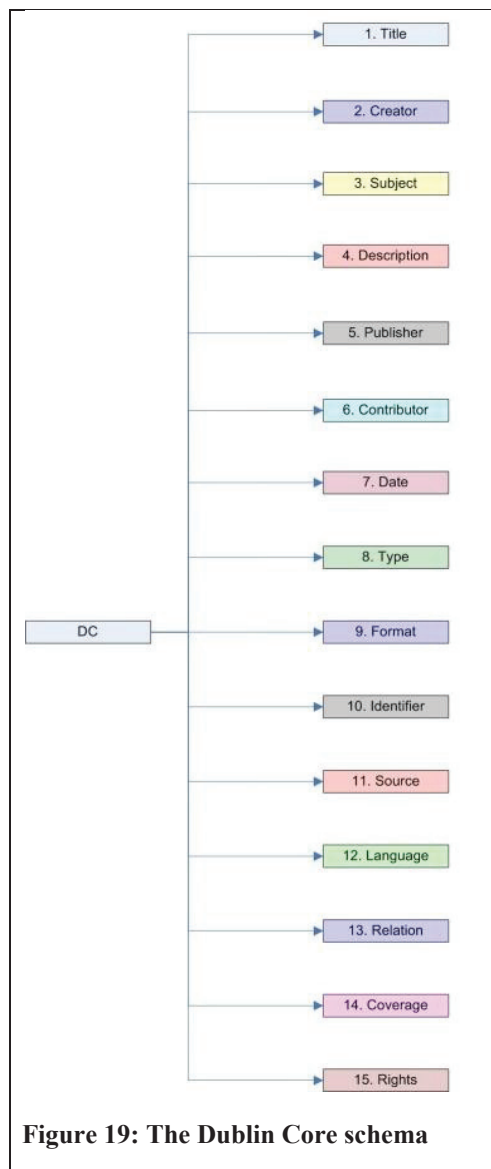 1. Title
2. Creator
3. Subject
4. Description
5. Publisher
6. Contributor
7. Date
8. Type
DC
9. Format
10. Identifier
11. Source
12. Language
13. Relation
14. Coverage
15. Rights
Figure 19: The Dublin Core schema